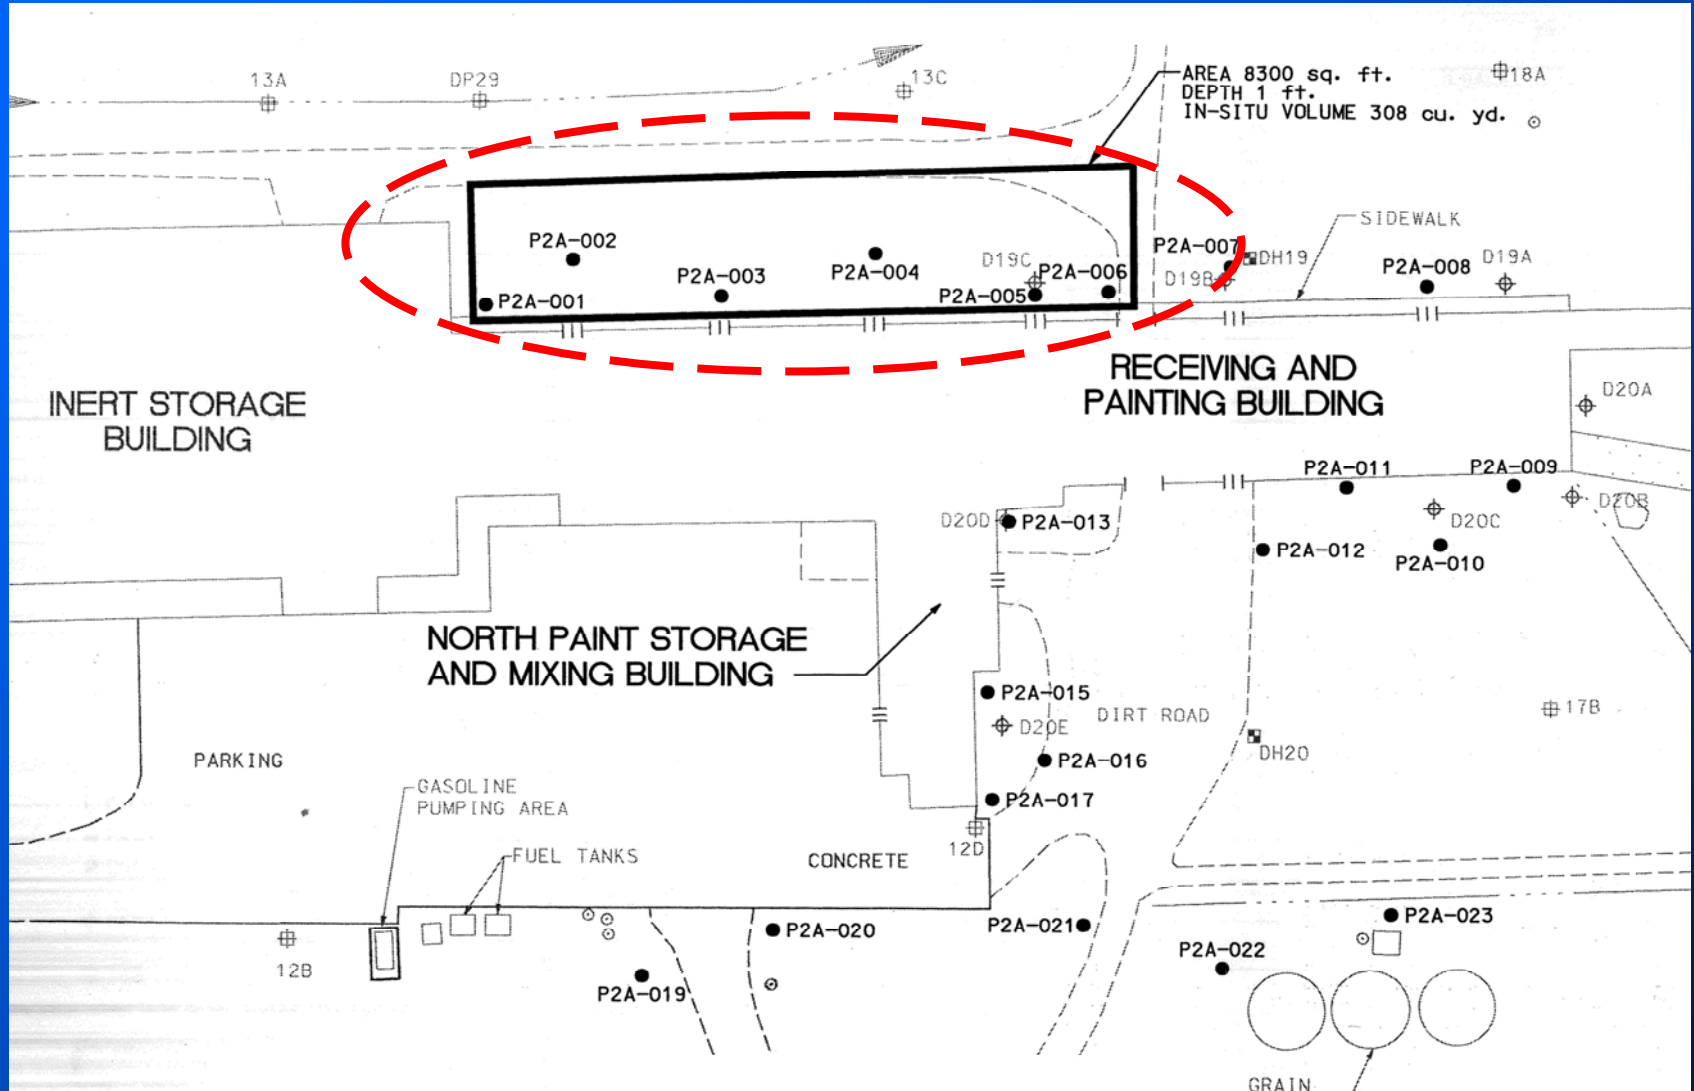 13A
DP29
13C
AREA 8300 sq. ft.
DEPTH 1 ft.
IN-SITU VOLUME 308 cu. yd.
18A
SIDEWALK
P2A-002
P2A-003
P2A-004
D19C
P2A-006
P2A-007
DH19
D19B
P2A-008
D19A
P2A-001
P2A-005
INERT STORAGE
BUILDING
RECEIVING AND
PAINTING BUILDING
D20A
P2A-011
P2A-009
D20B
D20D
P2A-013
D20C
P2A-012
P2A-010
NORTH PAINT STORAGE
AND MIXING BUILDING
P2A-015
D20E
DIRT ROAD
17B
PARKING
P2A-016
DH20
GASOLINE
PUMPING AREA
P2A-017
FUEL TANKS
CONCRETE
12D
P2A-020
P2A-021
P2A-023
P2A-022
12B
P2A-019
GRAIN